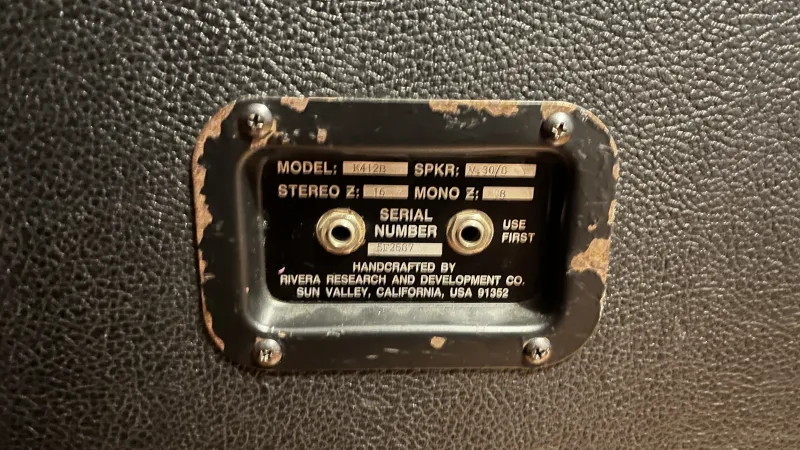 MODEL: K412B SPKR: V-30/G
STEREO Z: 16 MONO Z: 8
SERIAL
NUMBER
USE
FIRST
HANDCRAFTED BY
RIVERA RESEARCH AND DEVELOPMENT CO.
SUN VALLEY, CALIFORNIA, USA 91352